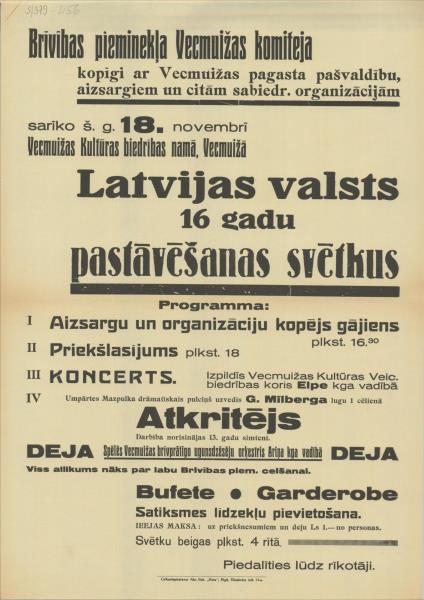 S/379-456
Brīvības pieminekļa Vecmuižas komiteja
kopīgi ar Vecmuižas pagasta pašvaldību,
aizsargiem un citām sabiedr. organizācijām
sarīko š. g. 18. novembrī
Vecmuižas Kultūras biedrības namā, Vecmuižā
Latvijas valsts
16 gadu
pastāvēšanas svētkus
Programma:
I Aizsargu un organizāciju kopējs gājiens
plkst. 16.30
II Priekšlasījums plkst. 18
III KONCERTS. Izpildīs Vecmuižas Kultūras Veic.
biedrības koris Elpe kga vadībā
IV Umpārtes Mazpulka drāmatiskais pulciņš uzvedīs G. Milberga lugu 1 cēlienā
Atkritējs
Darbība norisinājas 13. gadu simtenī.
DEJA Spēlēs Vecmuižas brīvprātīgo ugunsdzēsēju orķestris Ariņa kga vadībā DEJA
Viss atlikums nāks par labu Brīvības piem. celšanai.
Bufete • Garderobe
Satiksmes līdzekļu pievietošana.
IEEJAS MAKSA: uz priekšnesumiem un deju Ls 1.— no personas.
Svētku beigas plkst. 4 rītā.
Piedalīties lūdz rīkotāji.